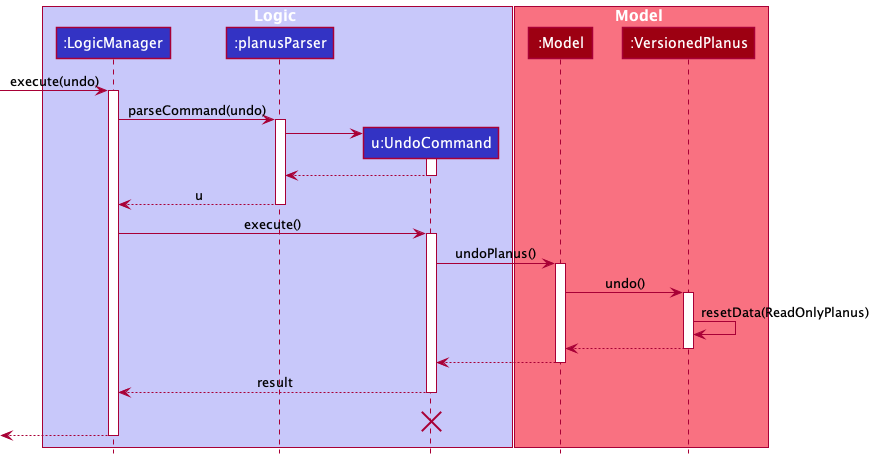 Logic
Model
:LogicManager
:planusParser
:Model
:VersionedPlanus
execute(undo)
parseCommand(undo)
u:UndoCommand
u
execute()
undoPlanus()
undo()
resetData(ReadOnlyPlanus)
result